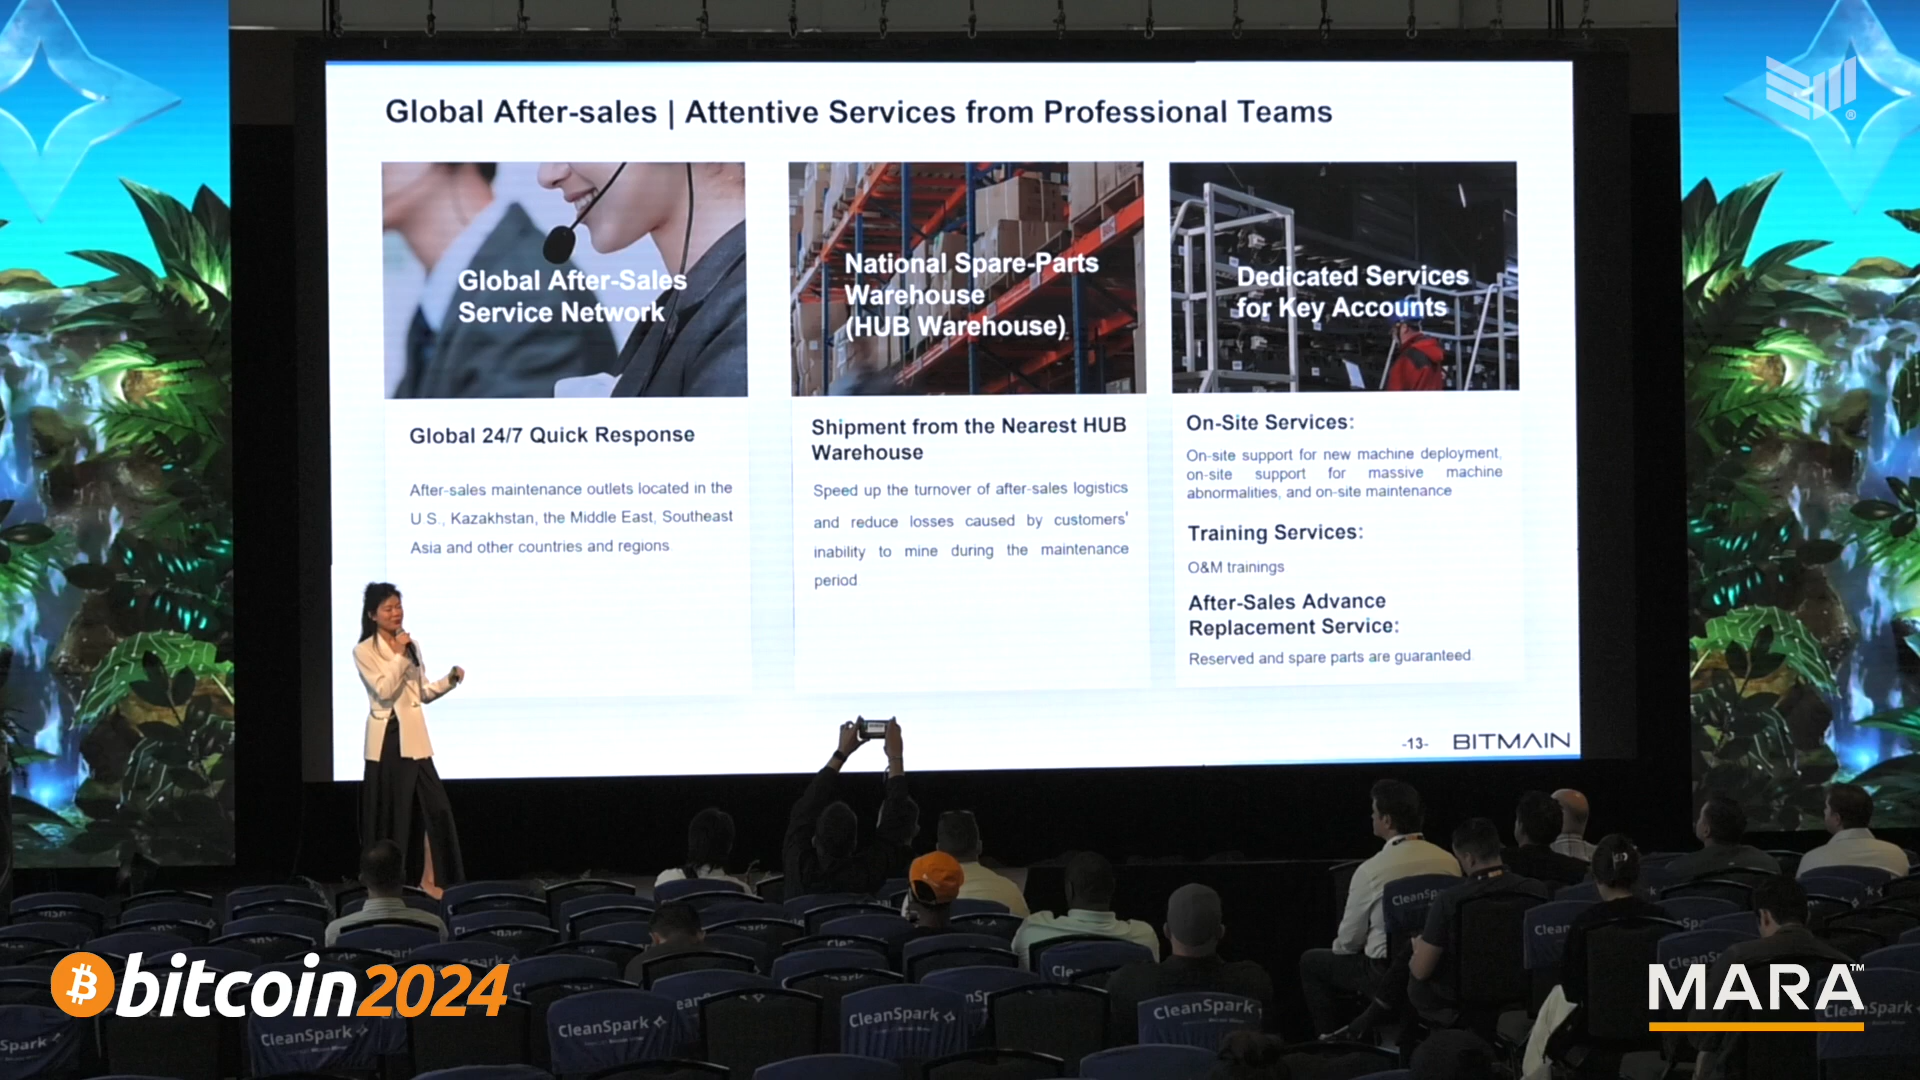 Global After-sales | Attentive Services from Professional Teams
Global After-Sales
Service Network
Global 24/7 Quick Response
After-sales maintenance outlets located in the
U.S., Kazakhstan, the Middle East, Southeast
Asia and other countries and regions
National Spare-Parts
Warehouse
(HUB Warehouse)
Shipment from the Nearest HUB
Warehouse
Speed up the turnover of after-sales logistics
and reduce losses caused by customers'
inability to mine during the maintenance
period
Dedicated Services
for Key Accounts
On-Site Services:
On-site support for new machine deployment,
on-site support for massive machine
abnormalities, and on-site maintenance
Training Services:
O&M trainings
After-Sales Advance
Replacement Service:
Reserved and spare parts are guaranteed.
-13- BITMAIN
®
bitcoin2024
MARA™
CleanSpark
CleanSpark
CleanSpark
CleanSpark